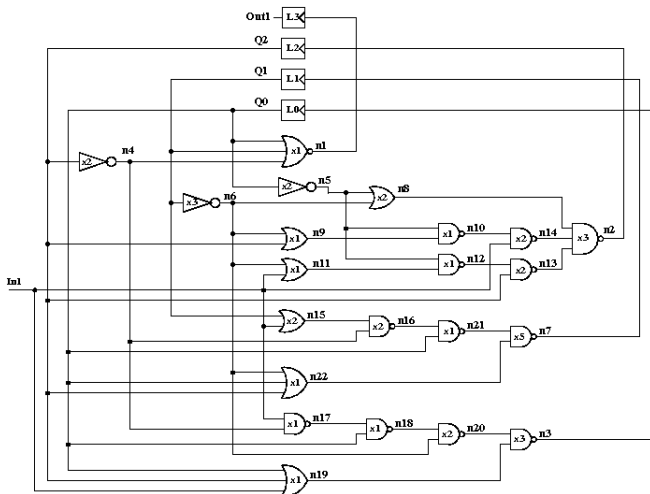 Out1 L3
Q2 L2
Q1 L1
Q0 L0
n4 x1 n1
x2 x2 n5 n8
x3 n6 x2
x1 n9 x1 n10 x2 n14 x3 n2
x1 n11 x1 n12 x2 n13
In1
x2 n15 x2 n16 x1 n21 x5 n7
x1 n22
x1 n17 x1 n18 x2 n20 x3 n3
x1 n19